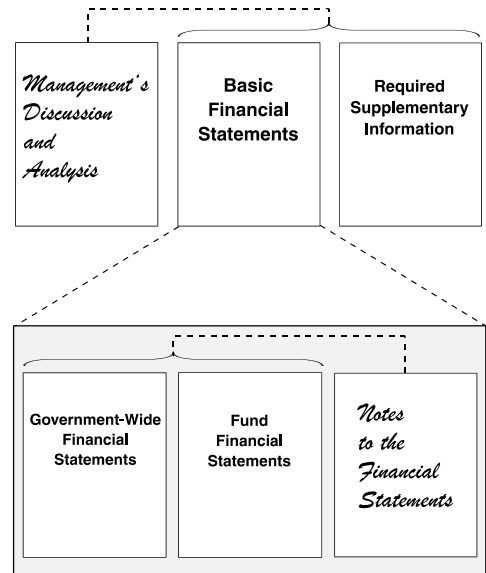 Management's
Discussion
and
Analysis
Basic
Financial
Statements
Required
Supplementary
Information
Government-Wide
Financial
Statements
Fund
Financial
Statements
Notes
to the
Financial
Statements